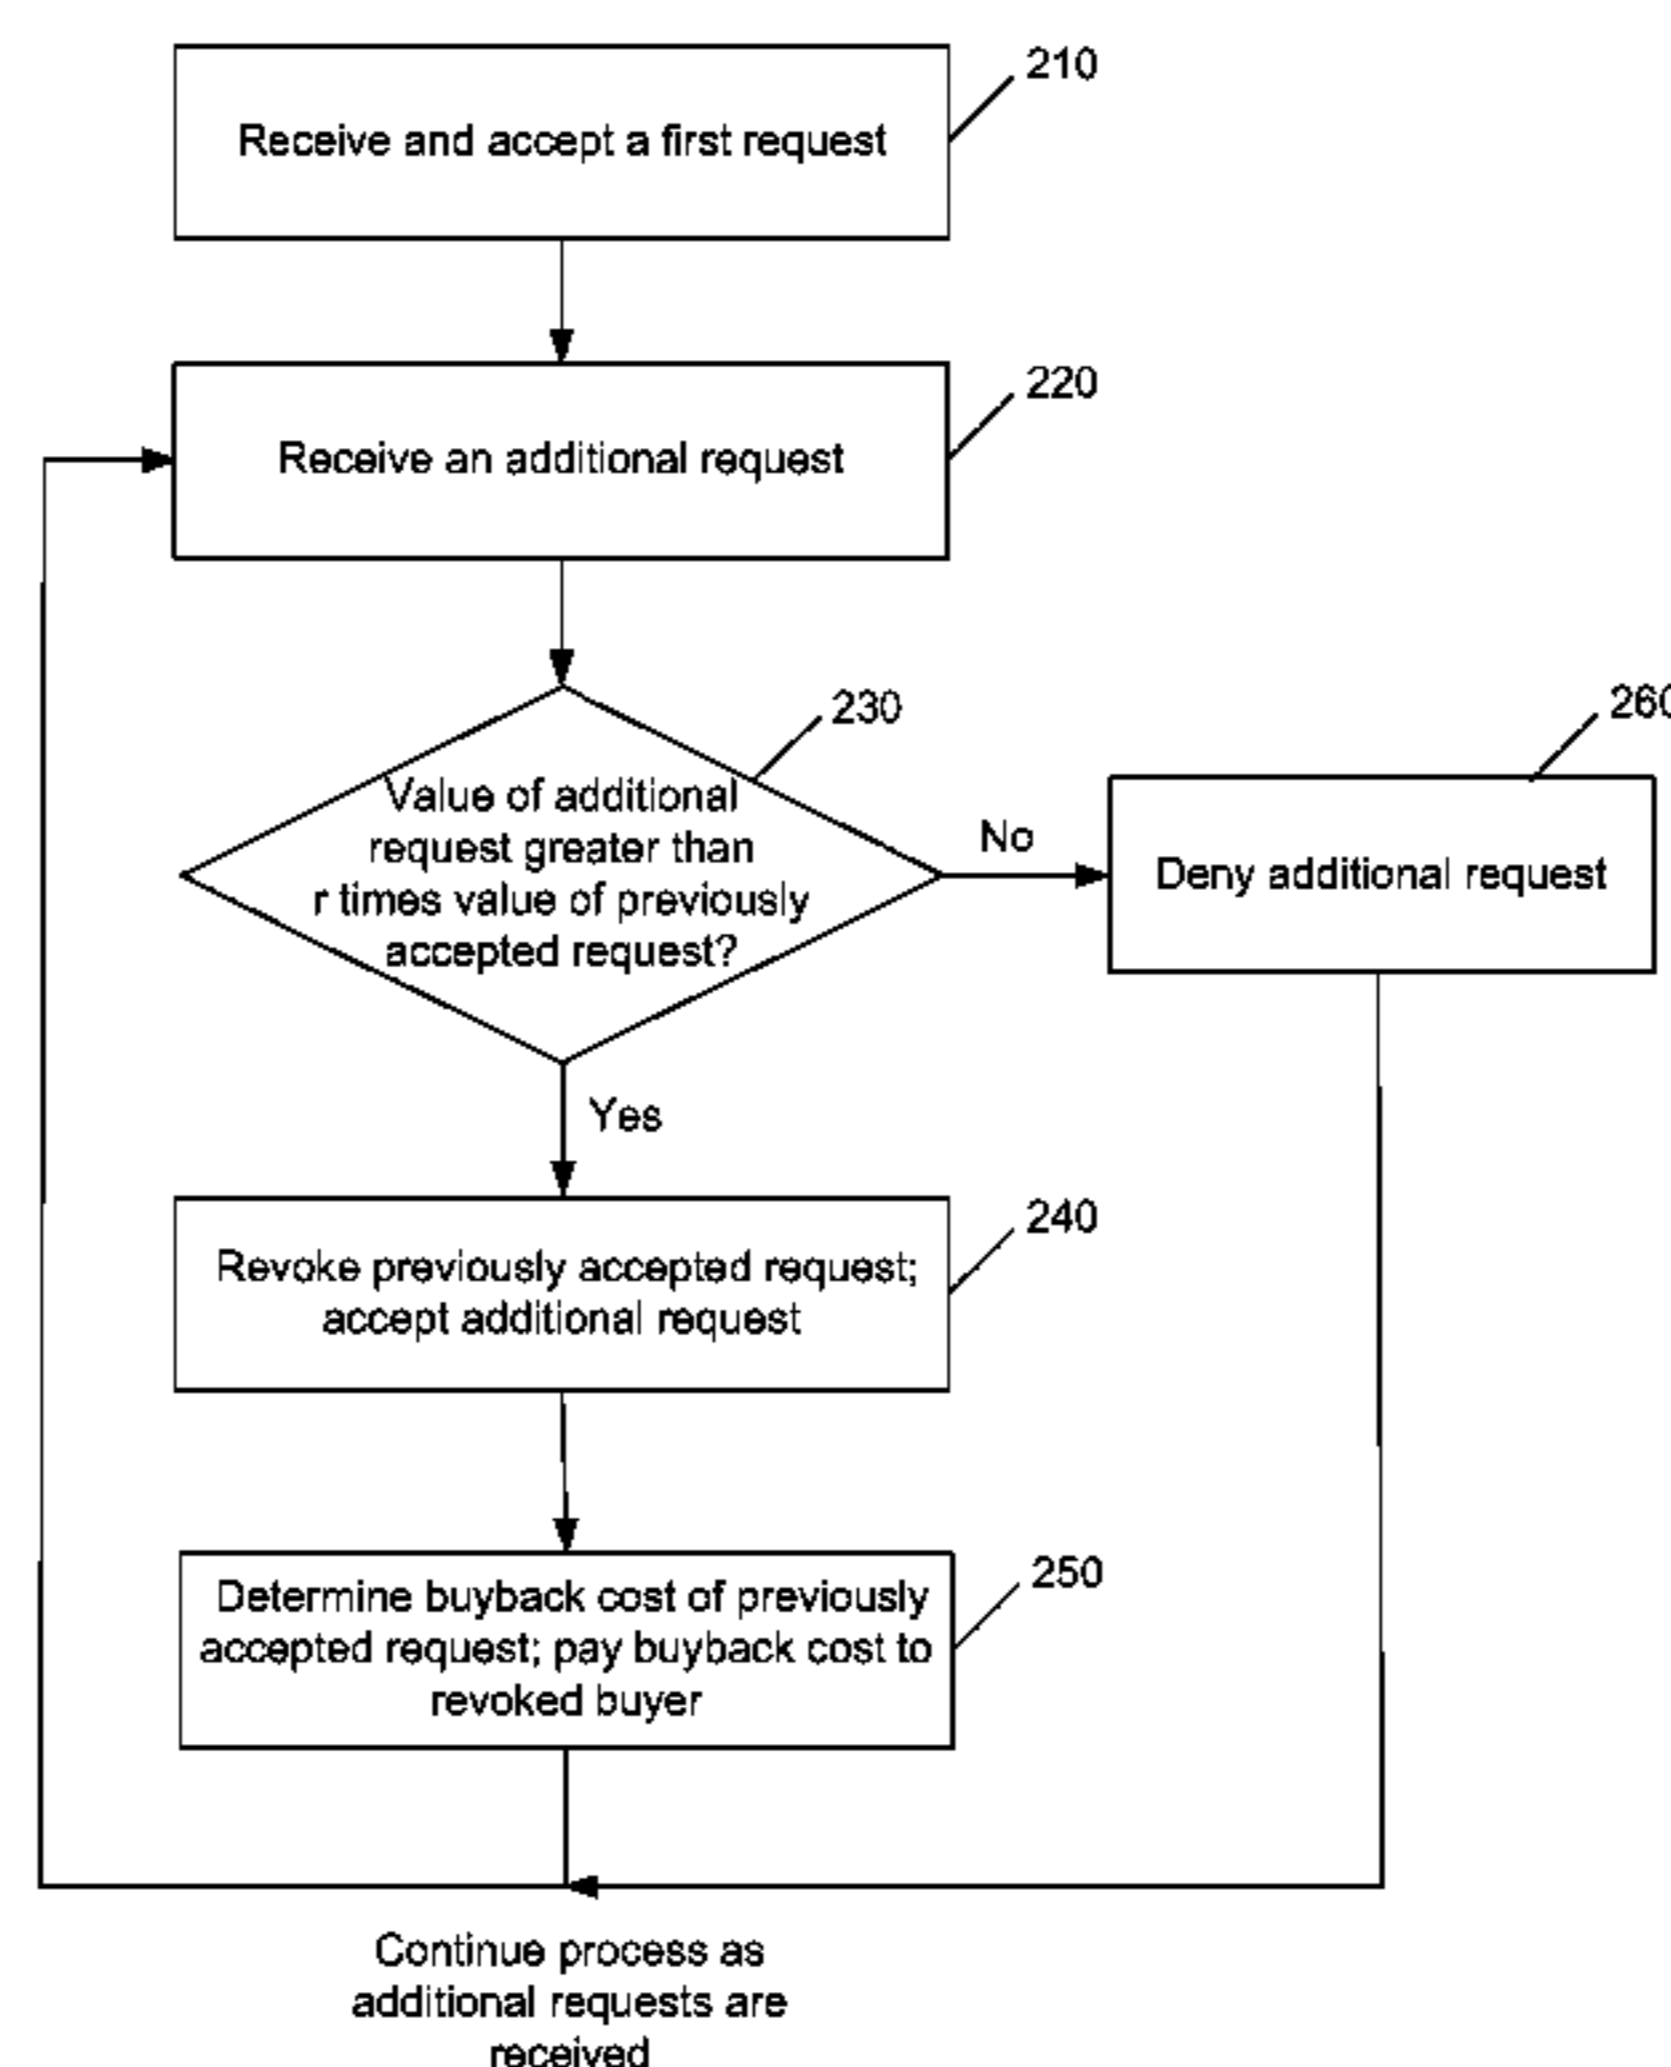 210
Receive and accept a first request
220
Receive an additional request
230
Value of additional
request greater than
r times value of previously
accepted request?
No
260
Deny additional request
Yes
240
Revoke previously accepted request;
accept additional request
250
Determine buyback cost of previously
accepted request; pay buyback cost to
revoked buyer
Continue process as
additional requests are
received